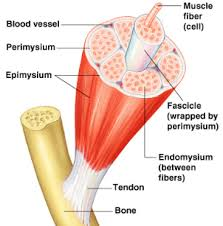 Muscle
fiber
(cell)
Blood vessel
Perimysium
Epimysium
Fascicle
(wrapped by
perimysium)
Endomysium
(between
fibers)
Tendon
Bone